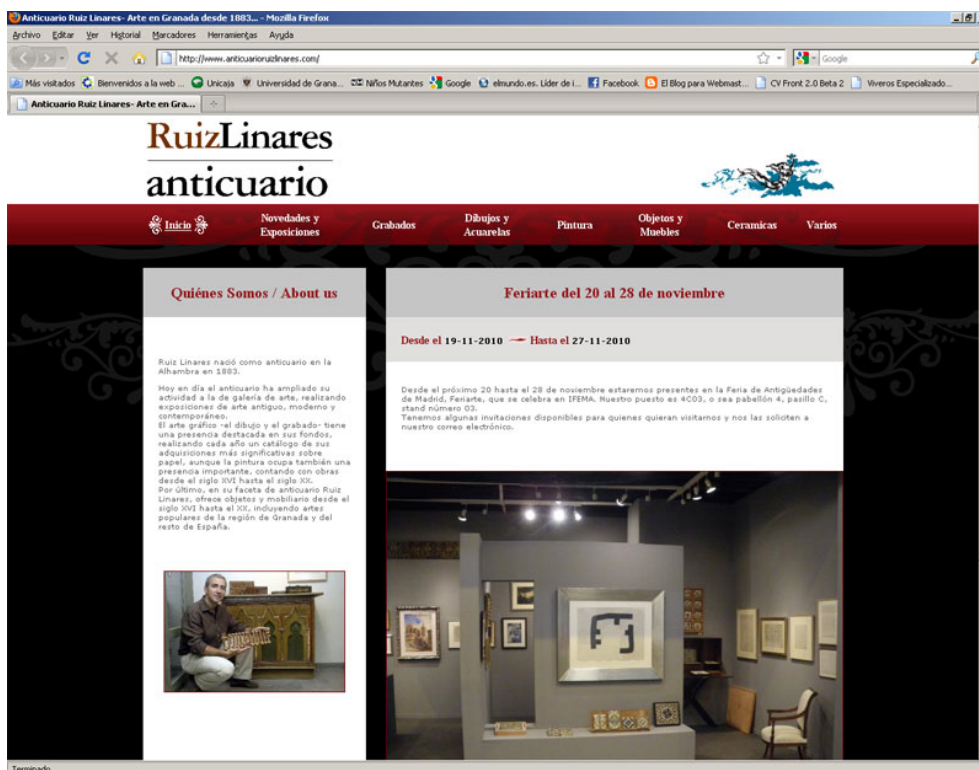 Anticuario Ruiz Linares- Arte en Granada desde 1883... - Mozilla Firefox
Archivo Editar Ver Historial Marcadores Herramientas Ayuda
http://www.anticuarioruizlinares.com/
Google
Más visitados Bienvenidos a la web ... Unicaja Universidad de Grana... Niños Mutantes Google elmundo.es. Líder de i... Facebook El Blog para Webmast... CV Front 2.0 Beta 2 Viveros Especializado...
Anticuario Ruiz Linares- Arte en Gra...
RuizLinares
anticuario
Inicio
Novedades y
Exposiciones
Grabados
Dibujos y
Acuarelas
Pintura
Objetos y
Muebles
Ceramicas
Varios
Quiénes Somos / About us
Ruiz Linares nació como anticuario en la
Alhambra en 1883.
Hoy en día el anticuario ha ampliado su
actividad a la de galería de arte, realizando
exposiciones de arte antiguo, moderno y
contemporáneo.
El arte gráfico -el dibujo y el grabado- tiene
una presencia destacada en sus fondos,
realizando cada año un catálogo de sus
adquisiciones más significativas sobre
papel, aunque la pintura ocupa también una
presencia importante, contando con obras
desde el siglo XVI hasta el siglo XX.
Por último, en su faceta de anticuario Ruiz
Linares, ofrece objetos y mobiliario desde el
siglo XVI hasta el XX, incluyendo artes
populares de la región de Granada y del
resto de España.
Feriarte del 20 al 28 de noviembre
Desde el 19-11-2010 Hasta el 27-11-2010
Desde el próximo 20 hasta el 28 de noviembre estaremos presentes en la Feria de Antigüedades
de Madrid, Feriarte, que se celebra en IFEMA. Nuestro puesto es 4C03, o sea pabellón 4, pasillo C,
stand número 03.
Tenemos algunas invitaciones disponibles para quienes quieran visitarnos y nos las soliciten a
nuestro correo electrónico.
Terminado